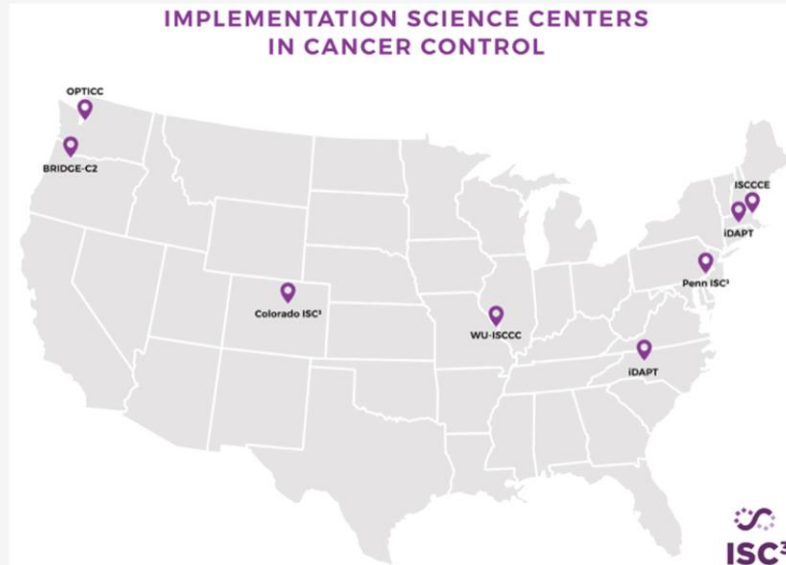 IMPLEMENTATION SCIENCE CENTERS
IN CANCER CONTROL
OPTICC
BRIDGE-C2
ISCCCE
iDAPT
Penn ISC³
Colorado ISC³
WU-ISCCC
iDAPT
ISC³